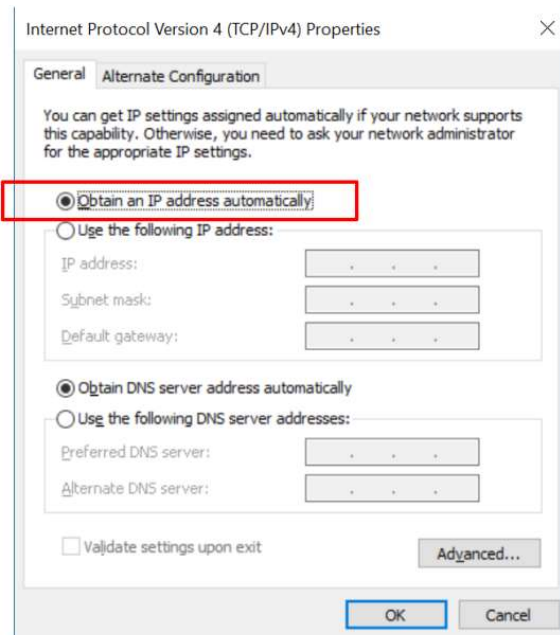 Internet Protocol Version 4 (TCP/IPv4) Properties
General
Alternate Configuration
You can get IP settings assigned automatically if your network supports
this capability. Otherwise, you need to ask your network administrator
for the appropriate IP settings.
Obtain an IP address automatically
Use the following IP address:
IP address:
Subnet mask:
Default gateway:
Obtain DNS server address automatically
Use the following DNS server addresses:
Preferred DNS server:
Alternate DNS server:
Validate settings upon exit
Advanced...
OK
Cancel